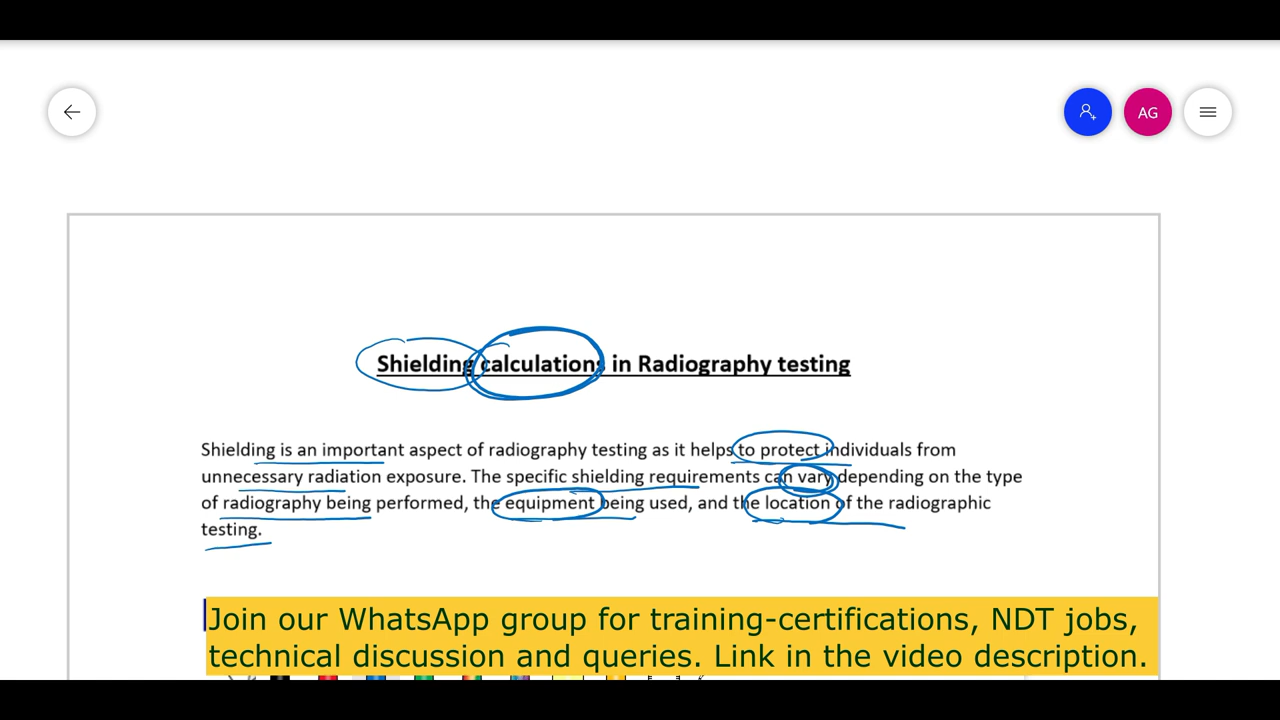 AG
Shielding calculations in Radiography testing
Shielding is an important aspect of radiography testing as it helps to protect individuals from
unnecessary radiation exposure. The specific shielding requirements can vary depending on the type
of radiography being performed, the equipment being used, and the location of the radiographic
testing.
Join our WhatsApp group for training-certifications, NDT jobs,
technical discussion and queries. Link in the video description.